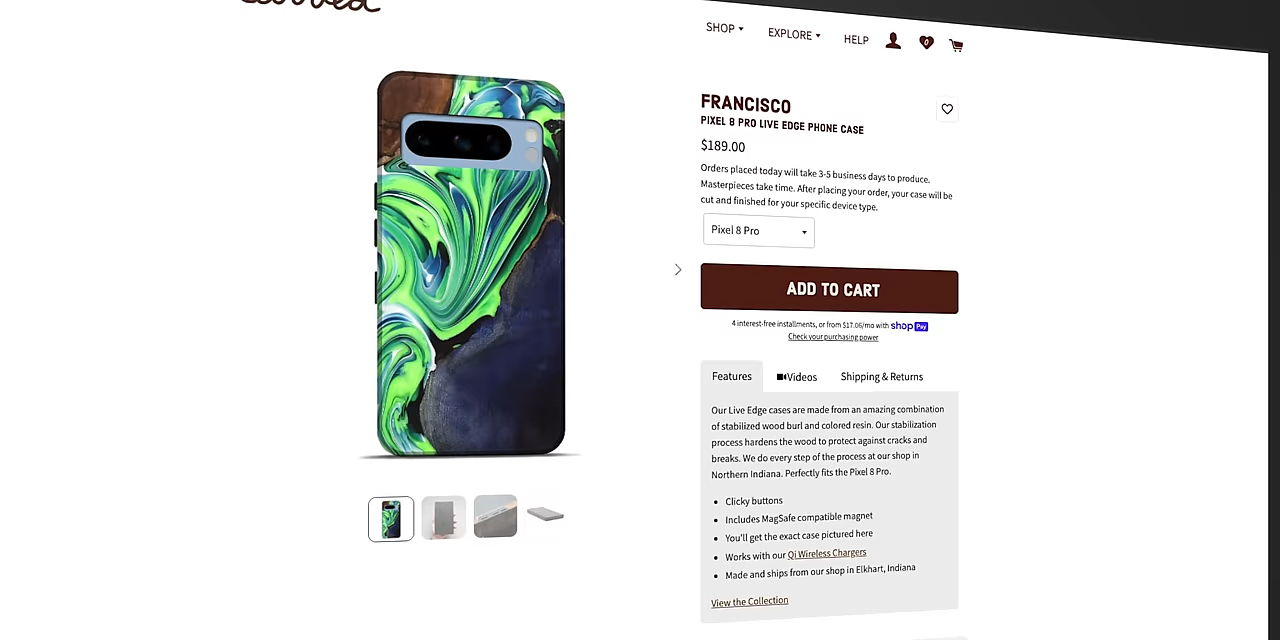 SHOP
EXPLORE
HELP
0
FRANCISCO
PIXEL 8 PRO LIVE EDGE PHONE CASE
$189.00
Orders placed today will take 3-5 business days to produce.
Masterpieces take time. After placing your order, your case will be
cut and finished for your specific device type.
Pixel 8 Pro
ADD TO CART
4 interest-free installments, or from $17.06/mo with shop Pay
Check your purchasing power
Features
Videos
Shipping & Returns
Our Live Edge cases are made from an amazing combination
of stabilized wood burl and colored resin. Our stabilization
process hardens the wood to protect against cracks and
breaks. We do every step of the process at our shop in
Northern Indiana. Perfectly fits the Pixel 8 Pro.
• Clicky buttons
• Includes MagSafe compatible magnet
• You'll get the exact case pictured here
• Works with our Qi Wireless Chargers
• Made and ships from our shop in Elkhart, Indiana
View the Collection